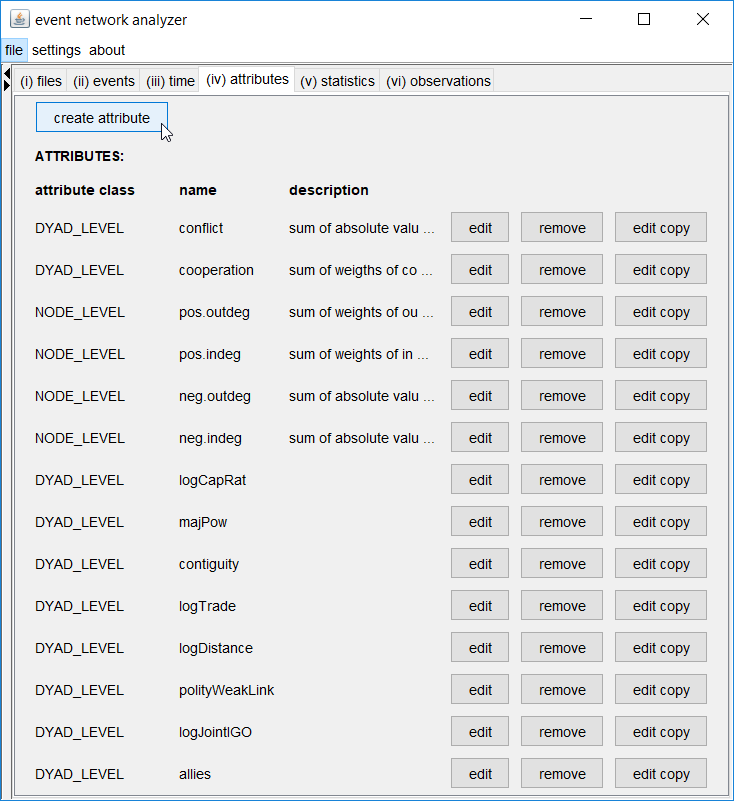 event network analyzer
file settings about
(i) files (ii) events (iii) time (iv) attributes (v) statistics (vi) observations
create attribute
ATTRIBUTES:
attribute class name description
DYAD_LEVEL conflict sum of absolute valu ... edit remove edit copy
DYAD_LEVEL cooperation sum of weigths of co ... edit remove edit copy
NODE_LEVEL pos.outdeg sum of weights of ou ... edit remove edit copy
NODE_LEVEL pos.indeg sum of weights of in ... edit remove edit copy
NODE_LEVEL neg.outdeg sum of absolute valu ... edit remove edit copy
NODE_LEVEL neg.indeg sum of absolute valu ... edit remove edit copy
DYAD_LEVEL logCapRat edit remove edit copy
DYAD_LEVEL majPow edit remove edit copy
DYAD_LEVEL contiguity edit remove edit copy
DYAD_LEVEL logTrade edit remove edit copy
DYAD_LEVEL logDistance edit remove edit copy
DYAD_LEVEL polityWeakLink edit remove edit copy
DYAD_LEVEL logJointIGO edit remove edit copy
DYAD_LEVEL allies edit remove edit copy